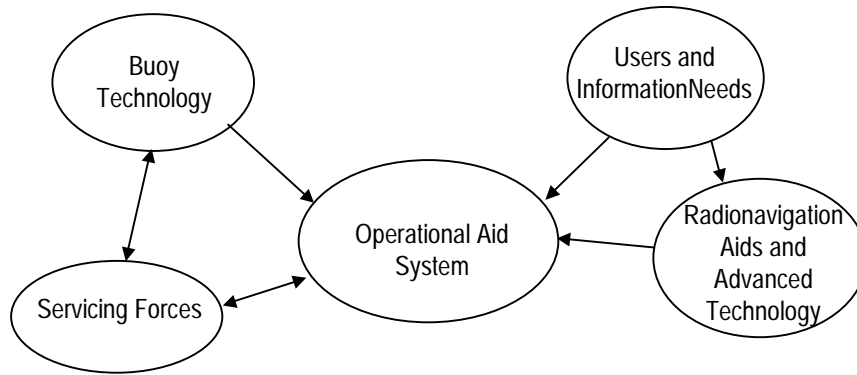 Buoy
Technology
Users and
InformationNeeds
Operational Aid
System
Radionavigation
Aids and
Advanced
Technology
Servicing Forces